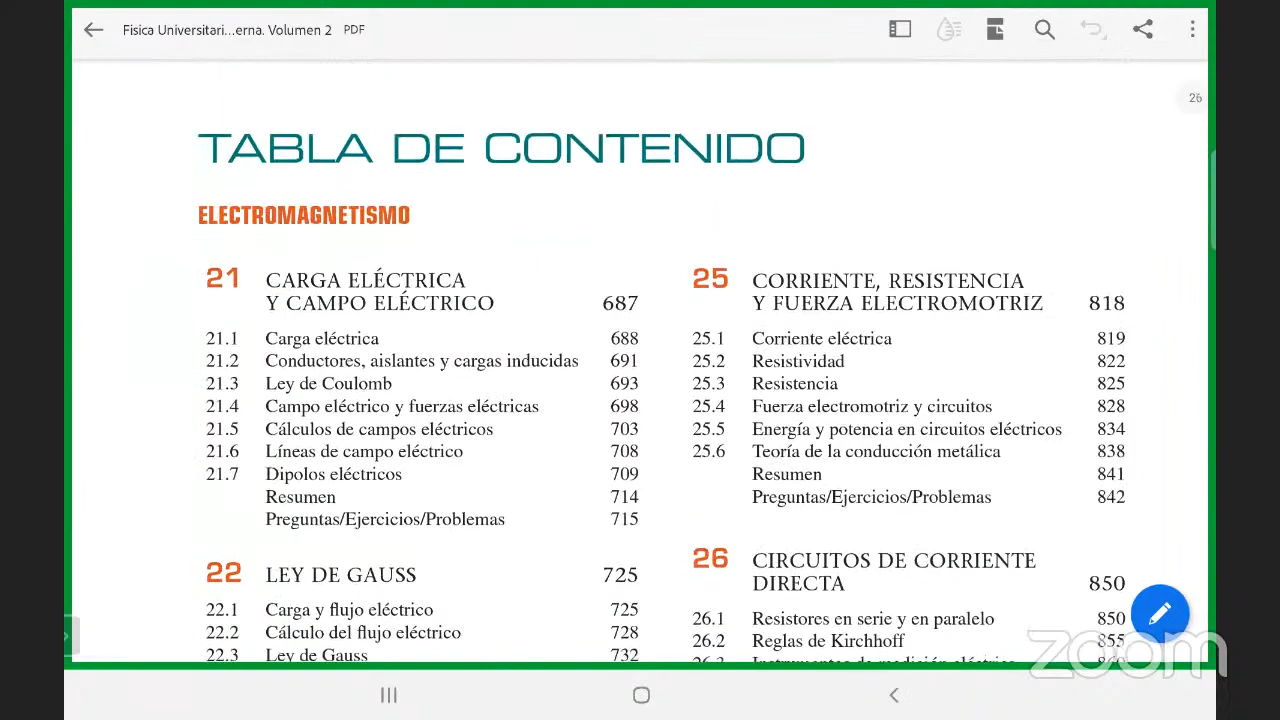 Fisica Universitari...erna. Volumen 2 PDF
26
TABLA DE CONTENIDO
ELECTROMAGNETISMO
21 CARGA ELÉCTRICA
Y CAMPO ELÉCTRICO 687
21.1 Carga eléctrica 688
21.2 Conductores, aislantes y cargas inducidas 691
21.3 Ley de Coulomb 693
21.4 Campo eléctrico y fuerzas eléctricas 698
21.5 Cálculos de campos eléctricos 703
21.6 Líneas de campo eléctrico 708
21.7 Dipolos eléctricos 709
Resumen 714
Preguntas/Ejercicios/Problemas 715
22 LEY DE GAUSS 725
22.1 Carga y flujo eléctrico 725
22.2 Cálculo del flujo eléctrico 728
22.3 Ley de Gauss 732
25 CORRIENTE, RESISTENCIA
Y FUERZA ELECTROMOTRIZ 818
25.1 Corriente eléctrica 819
25.2 Resistividad 822
25.3 Resistencia 825
25.4 Fuerza electromotriz y circuitos 828
25.5 Energía y potencia en circuitos eléctricos 834
25.6 Teoría de la conducción metálica 838
Resumen 841
Preguntas/Ejercicios/Problemas 842
26 CIRCUITOS DE CORRIENTE
DIRECTA 850
26.1 Resistores en serie y en paralelo 850
26.2 Reglas de Kirchhoff 855
zoom